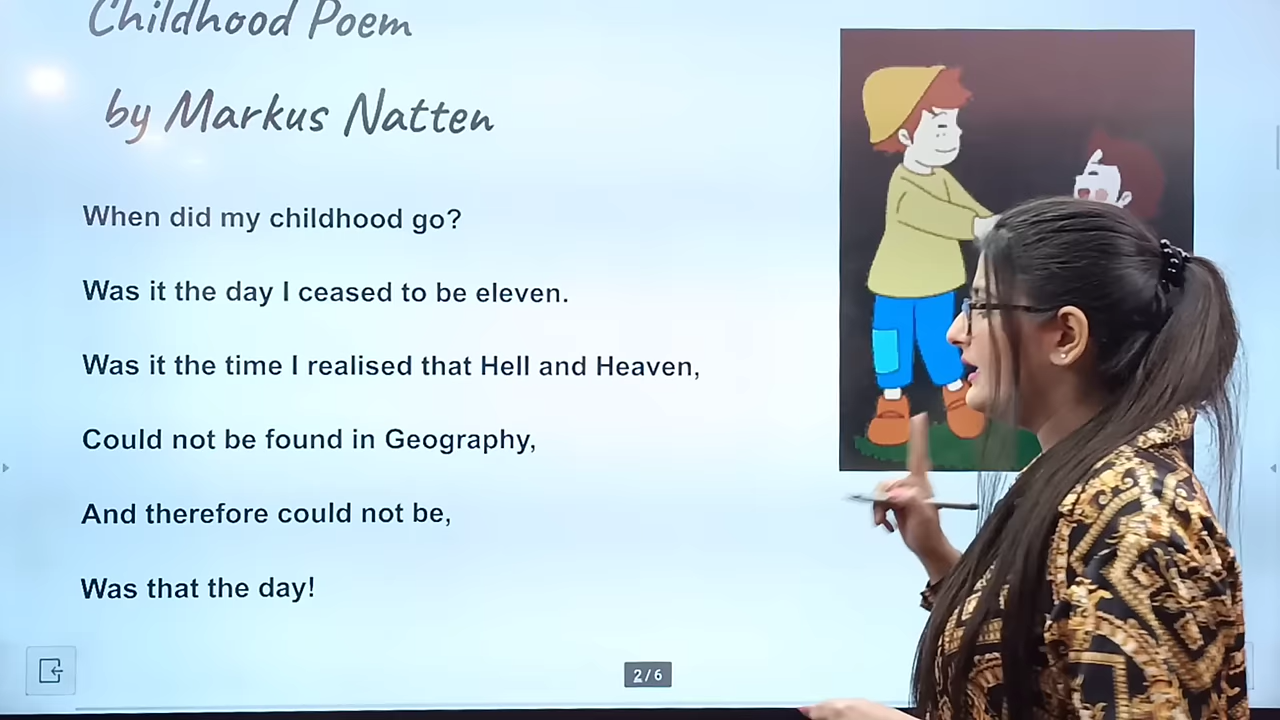 Childhood Poem
by Markus Natten
When did my childhood go?
Was it the day I ceased to be eleven.
Was it the time I realised that Hell and Heaven,
Could not be found in Geography,
And therefore could not be,
Was that the day!
2/6